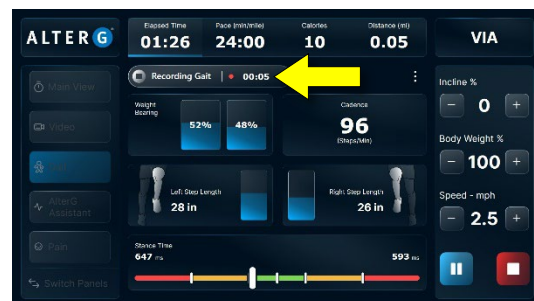 ALTERG
Elapsed Time
01:26
Pace (min/mile)
24:00
Calories
10
Distance (mi)
0.05
VIA
Main View
Video
AlterG
Assistant
Pain
Switch Panels
Recording Gait | 00:05
Weight
Bearing
52%
48%
Cadence
96
(Steps/Min)
Left Step Length
28 in
Right Step Length
26 in
Stance Time
647 ms
593 ms
Incline %
- 0 +
Body Weight %
- 100 +
Speed - mph
- 2.5 +